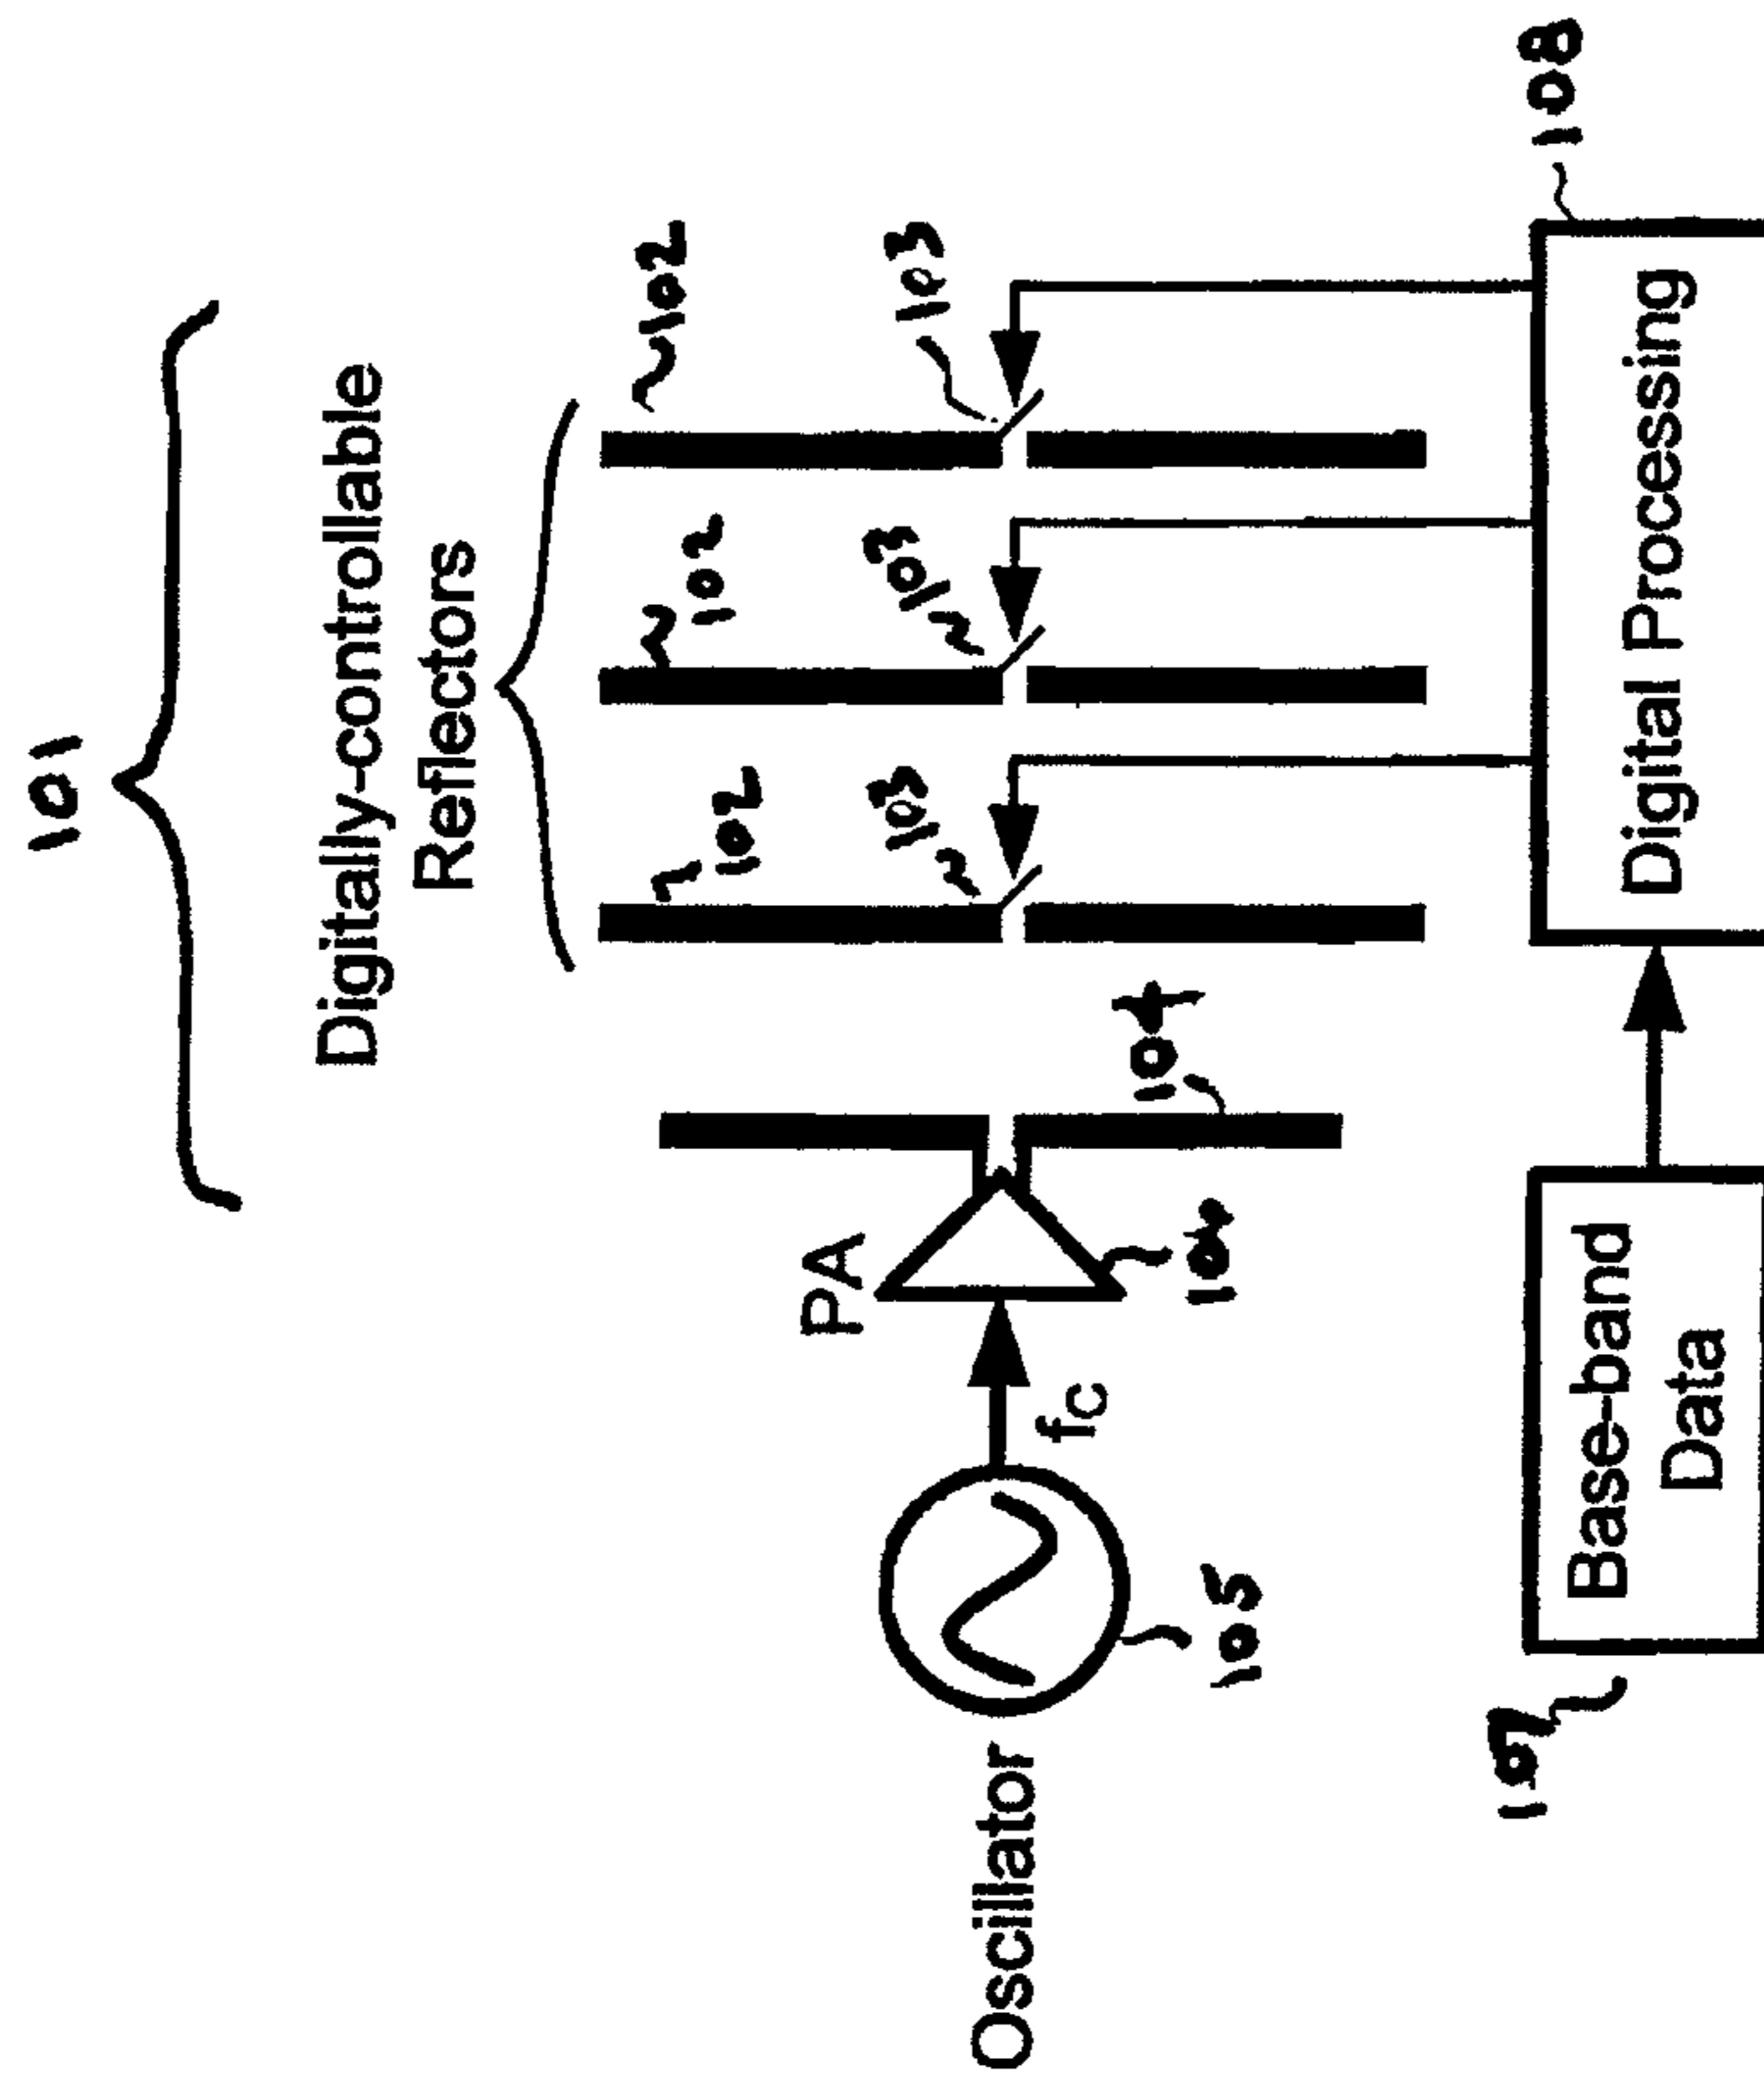 101
Digitally-controllable
Reflectors
102
102
102
PA
103
103
103
Oscillator
fC
104
105
106
107
108
Base-band
Data
Digital Processing